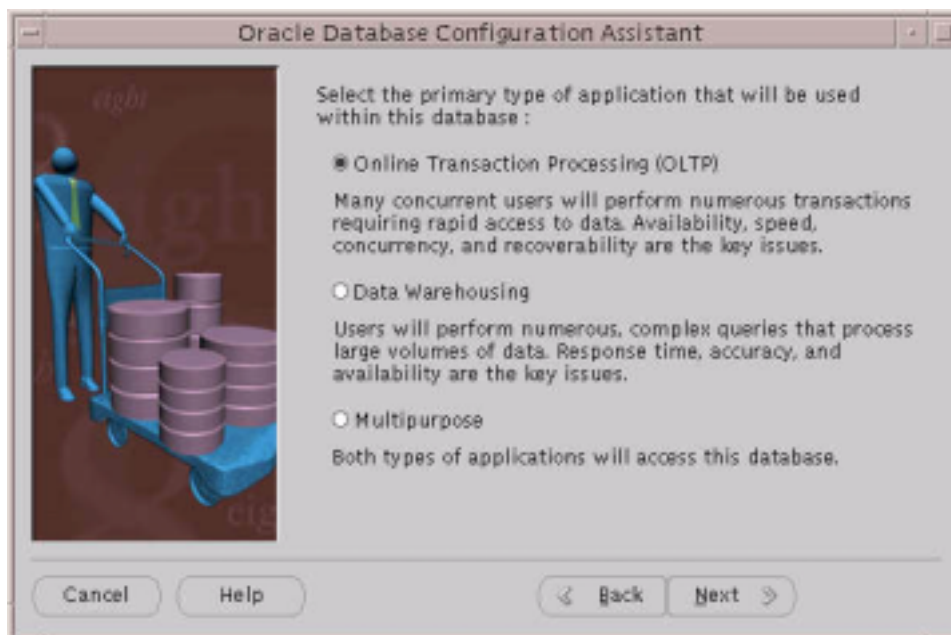 Oracle Database Configuration Assistant
eight
eight
eig
8
Select the primary type of application that will be used
within this database :
Online Transaction Processing (OLTP)
Many concurrent users will perform numerous transactions
requiring rapid access to data. Availability, speed,
concurrency, and recoverability are the key issues.
Data Warehousing
Users will perform numerous, complex queries that process
large volumes of data. Response time, accuracy, and
availability are the key issues.
Multipurpose
Both types of applications will access this database.
Cancel
Help
Back
Next